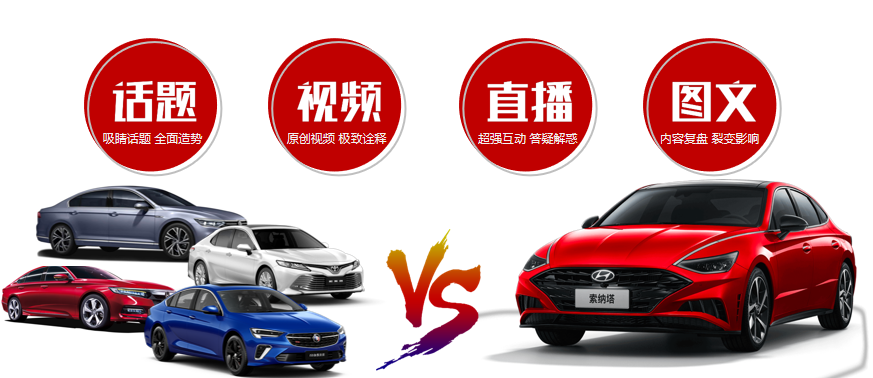 话题
吸睛话题 全面造势
视频
原创视频 极致诠释
直播
超强互动 答疑解惑
图文
内容复盘 裂变影响
VS
索纳塔